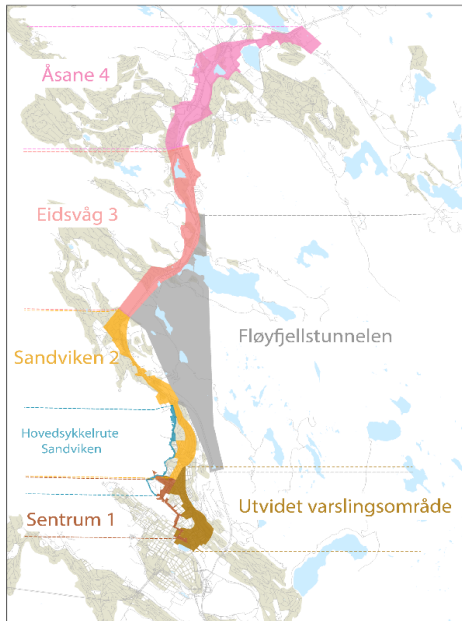 Åsane 4
Eidsvåg 3
Fløyfjellstunnelen
Sandviken 2
Hovedsykkelrute
Sandviken
Utvidet varslingsområde
Sentrum 1